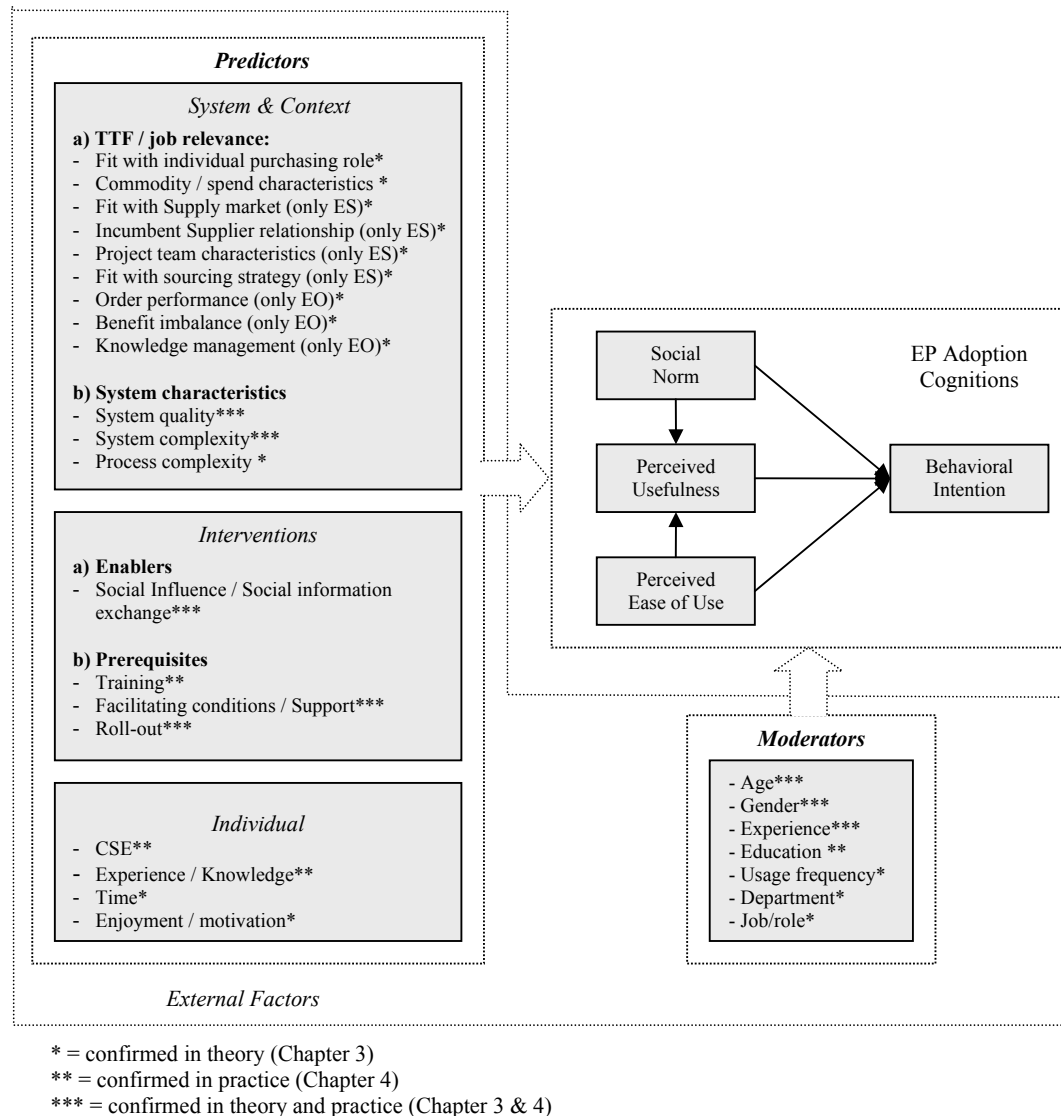 Predictors
System & Context
a) TTF / job relevance:
- Fit with individual purchasing role*
- Commodity / spend characteristics *
- Fit with Supply market (only ES)*
- Incumbent Supplier relationship (only ES)*
- Project team characteristics (only ES)*
- Fit with sourcing strategy (only ES)*
- Order performance (only EO)*
- Benefit imbalance (only EO)*
- Knowledge management (only EO)*
b) System characteristics
- System quality***
- System complexity***
- Process complexity *
Interventions
a) Enablers
- Social Influence / Social information
exchange***
b) Prerequisites
- Training**
- Facilitating conditions / Support***
- Roll-out***
Individual
- CSE**
- Experience / Knowledge**
- Time*
- Enjoyment / motivation*
External Factors
EP Adoption
Cognitions
Social
Norm
Perceived
Usefulness
Perceived
Ease of Use
Behavioral
Intention
Moderators
- Age***
- Gender***
- Experience***
- Education **
- Usage frequency*
- Department*
- Job/role*
* = confirmed in theory (Chapter 3)
** = confirmed in practice (Chapter 4)
*** = confirmed in theory and practice (Chapter 3 & 4)